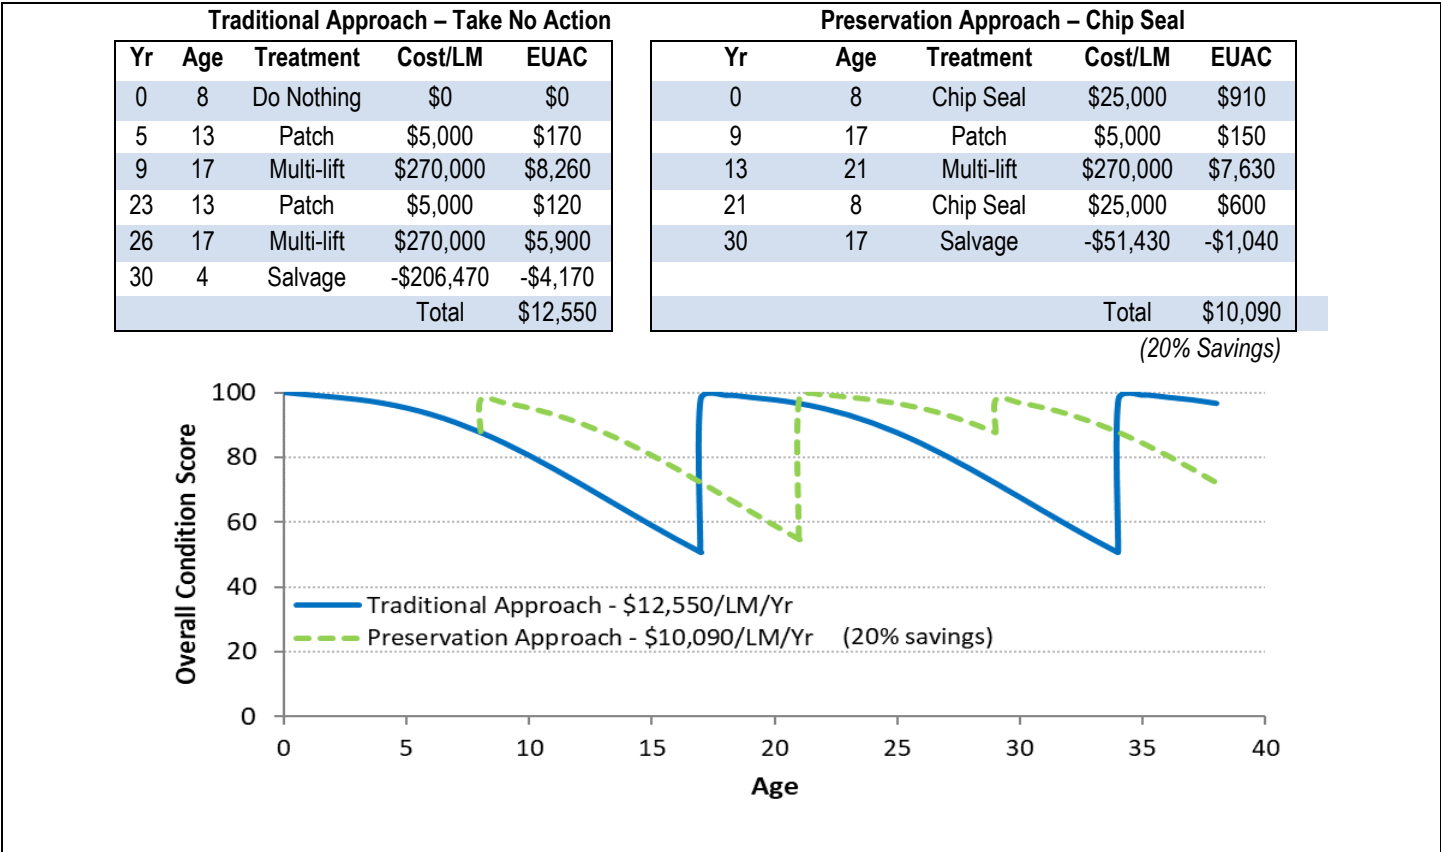 Traditional Approach – Take No Action
Yr Age Treatment Cost/LM EUAC
0 8 Do Nothing $0 $0
5 13 Patch $5,000 $170
9 17 Multi-lift $270,000 $8,260
23 13 Patch $5,000 $120
26 17 Multi-lift $270,000 $5,900
30 4 Salvage -$206,470 -$4,170
Total $12,550
Preservation Approach – Chip Seal
Yr Age Treatment Cost/LM EUAC
0 8 Chip Seal $25,000 $910
9 17 Patch $5,000 $150
13 21 Multi-lift $270,000 $7,630
21 8 Chip Seal $25,000 $600
30 17 Salvage -$51,430 -$1,040
Total $10,090
(20% Savings)
Overall Condition Score
100
80
60
40
20
0
Traditional Approach - $12,550/LM/Yr
Preservation Approach - $10,090/LM/Yr (20% savings)
0 5 10 15 20 25 30 35 40
Age